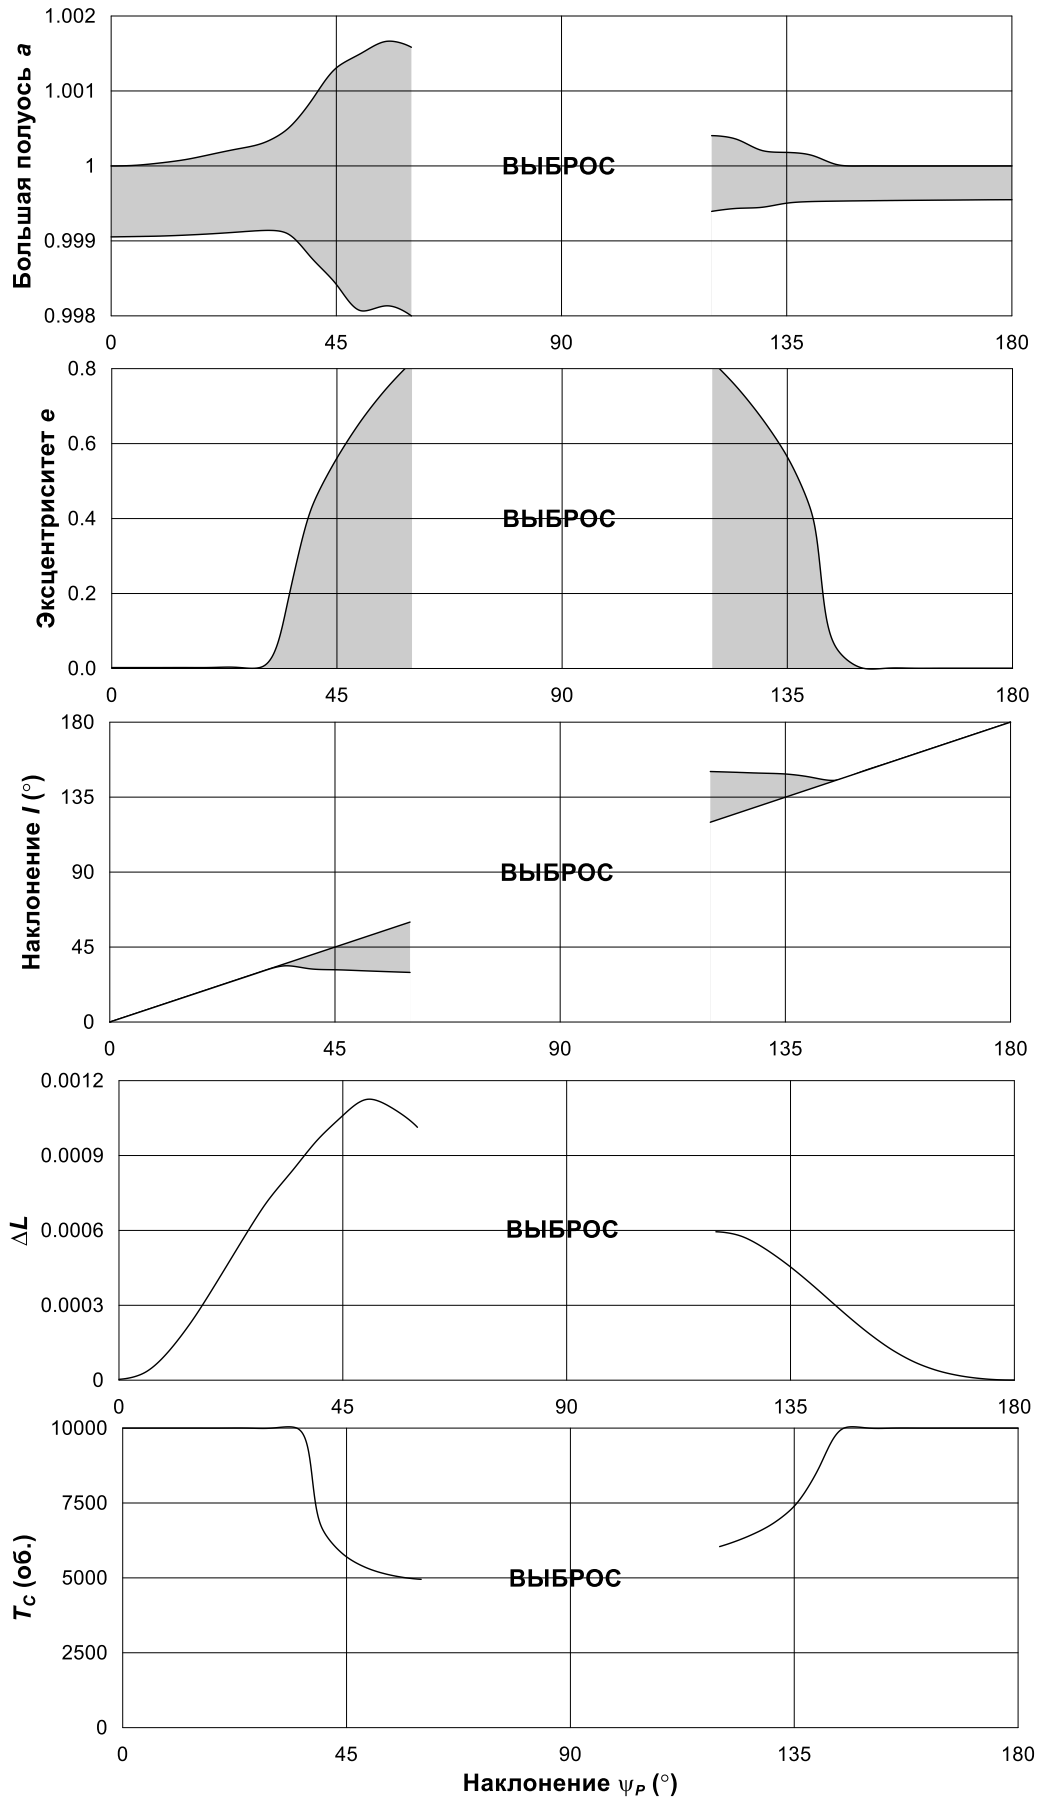 1.002
1.001
1
0.999
0.998
Большая полуось a
ВЫБРОС
0 45 90 135 180
0.8
0.6
0.4
0.2
0.0
Эксцентриситет e
ВЫБРОС
0 45 90 135 180
180
135
90
45
0
Наклонение I (°)
ВЫБРОС
0 45 90 135 180
0.0012
0.0009
0.0006
0.0003
0
ΔL
ВЫБРОС
0 45 90 135 180
10000
7500
5000
2500
0
T_C (об.)
ВЫБРОС
0 45 90 135 180
Наклонение ψ_P (°)